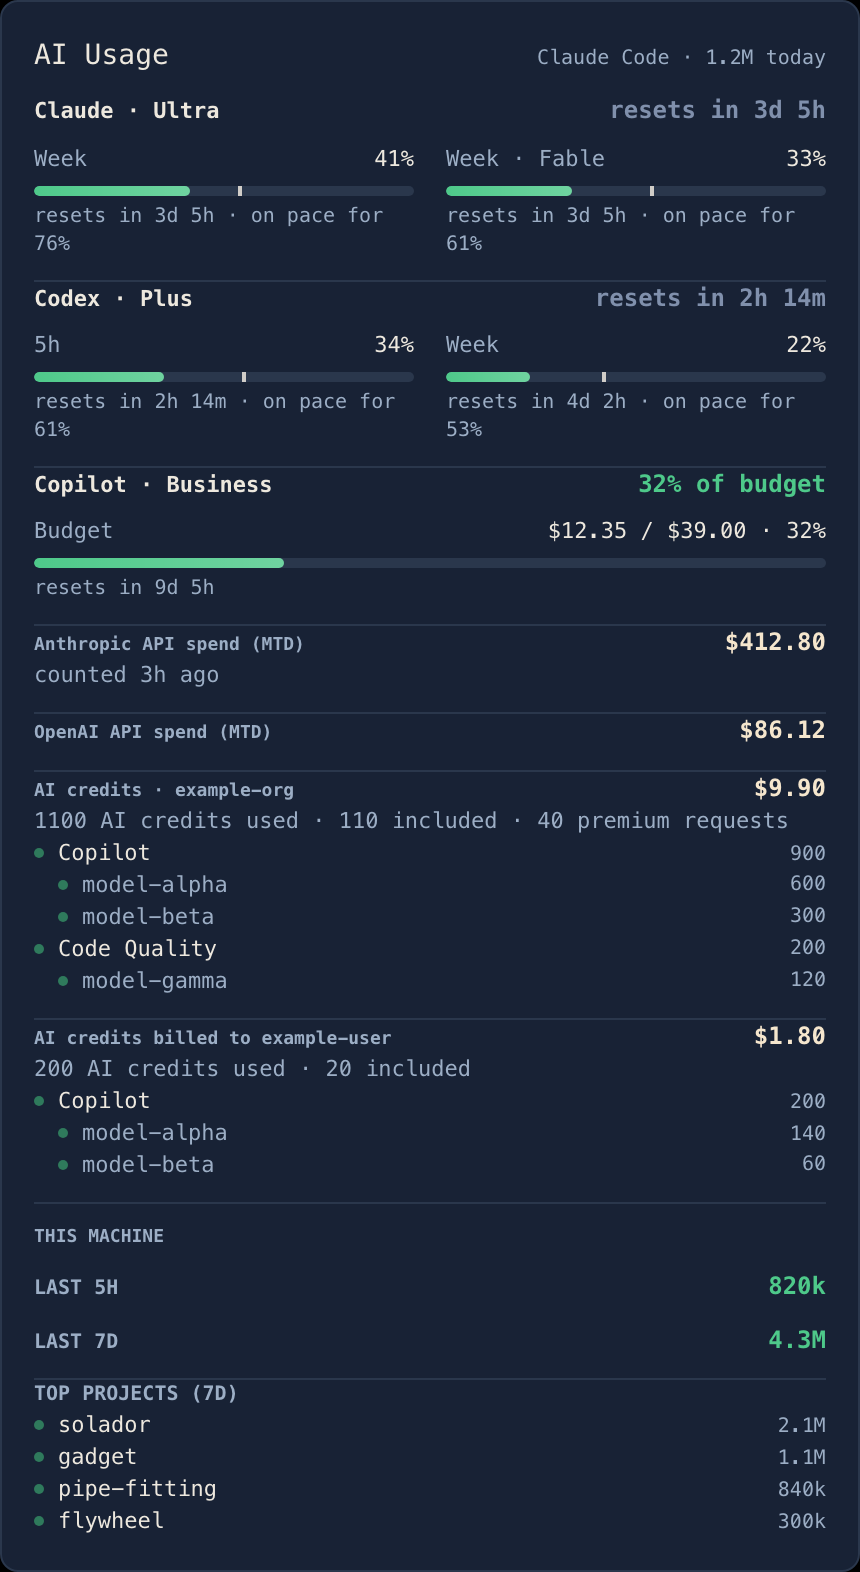 AI Usage
Claude Code · 1.2M today
Claude · Ultra
resets in 3d 5h
Week 41%
resets in 3d 5h · on pace for
76%
Week · Fable 33%
resets in 3d 5h · on pace for
61%
Codex · Plus
resets in 2h 14m
5h 34%
resets in 2h 14m · on pace for
61%
Week 22%
resets in 4d 2h · on pace for
53%
Copilot · Business
32% of budget
Budget $12.35 / $39.00 · 32%
resets in 9d 5h
Anthropic API spend (MTD) $412.80
counted 3h ago
OpenAI API spend (MTD) $86.12
AI credits · example-org $9.90
1100 AI credits used · 110 included · 40 premium requests
Copilot 900
model-alpha 600
model-beta 300
Code Quality 200
model-gamma 120
AI credits billed to example-user $1.80
200 AI credits used · 20 included
Copilot 200
model-alpha 140
model-beta 60
THIS MACHINE
LAST 5H 820k
LAST 7D 4.3M
TOP PROJECTS (7D)
solador 2.1M
gadget 1.1M
pipe-fitting 840k
flywheel 300k